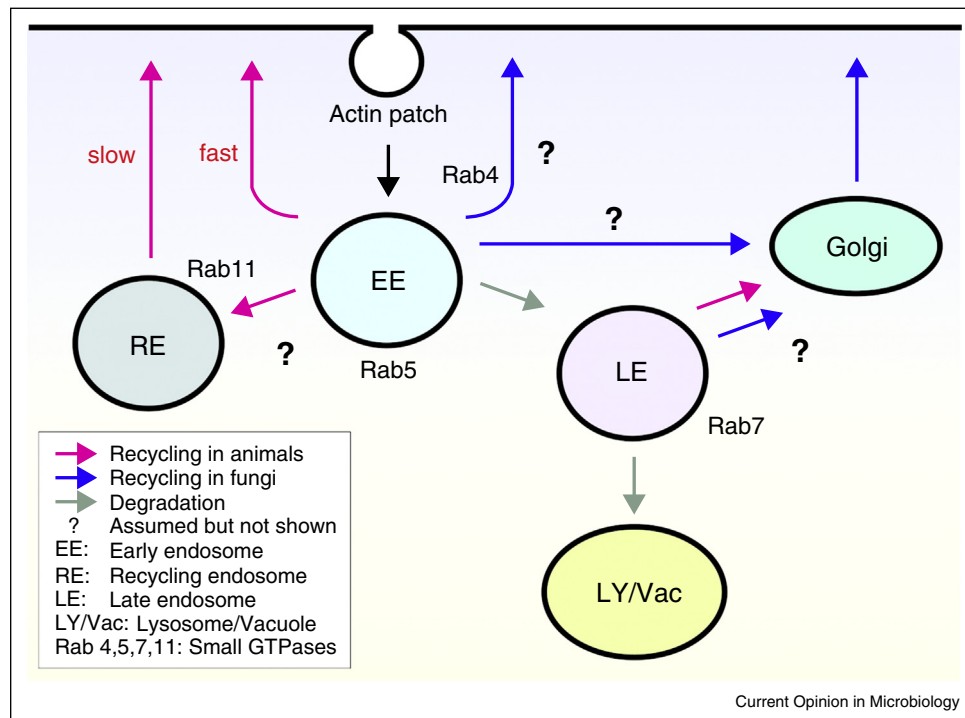 Actin patch
slow
fast
Rab4
?
?
Rab11
EE
Golgi
RE
?
Rab5
LE
?
Rab7
Recycling in animals
Recycling in fungi
Degradation
? Assumed but not shown
EE: Early endosome
RE: Recycling endosome
LE: Late endosome
LY/Vac: Lysosome/Vacuole
Rab 4,5,7,11: Small GTPases
LY/Vac
Current Opinion in Microbiology